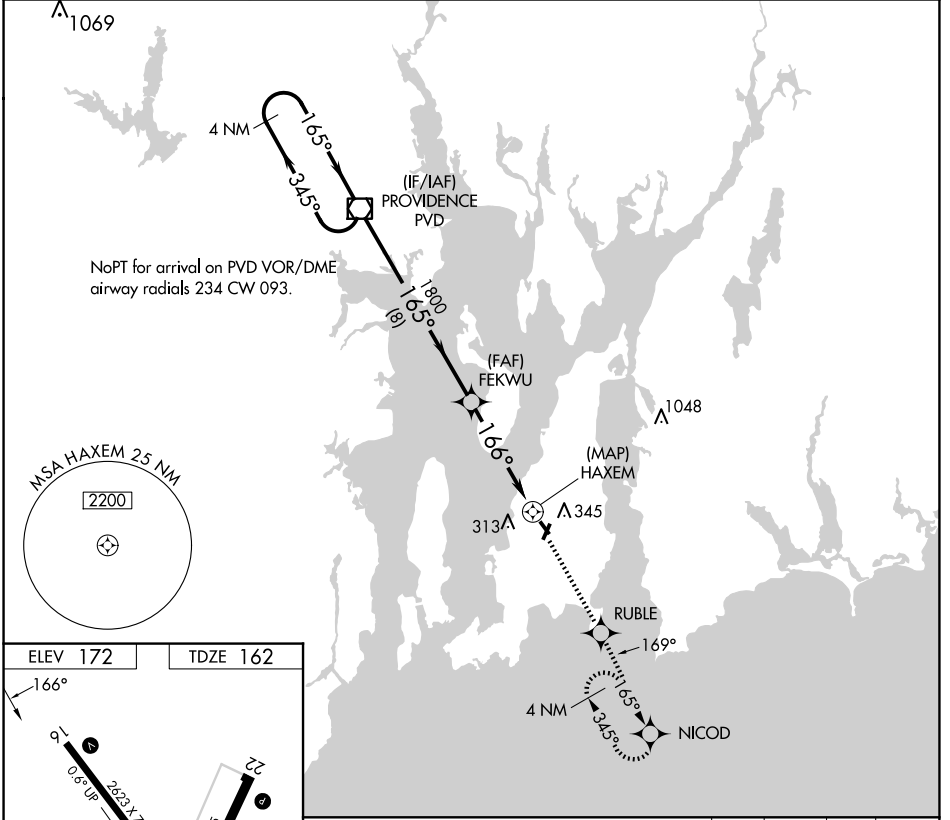 1069
4 NM
165°
345°
(IF/IAF)
PROVIDENCE
PVD
NoPT for arrival on PVD VOR/DME
airway radials 234 CW 093.
1800
165°
(8)
(FAF)
FEKWU
1048
166°
(MAP)
HAXEM
MSA HAXEM 25 NM
2200
313
345
RUBLE
169°
165°
4 NM
345°
NICOD
ELEV 172
TDZE 162
166°
16
V
0.6° UP
2623 X
22
P